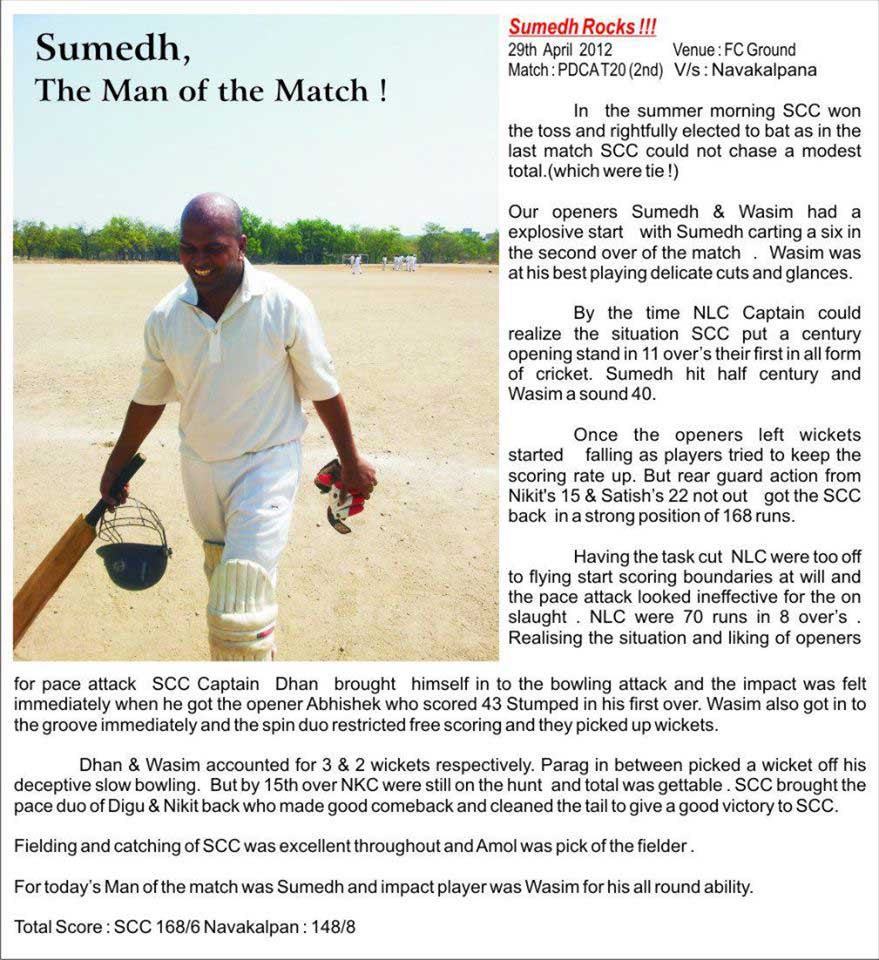 Sumedh,
The Man of the Match !
Sumedh Rocks !!!
29th April 2012 Venue : FC Ground
Match : PDCA T20 (2nd) V/s : Navakalpana
In the summer morning SCC won
the toss and rightfully elected to bat as in the
last match SCC could not chase a modest
total.(which were tie !)
Our openers Sumedh & Wasim had a
explosive start with Sumedh carting a six in
the second over of the match . Wasim was
at his best playing delicate cuts and glances.
By the time NLC Captain could
realize the situation SCC put a century
opening stand in 11 over's their first in all form
of cricket. Sumedh hit half century and
Wasim a sound 40.
Once the openers left wickets
started falling as players tried to keep the
scoring rate up. But rear guard action from
Nikit's 15 & Satish's 22 not out got the SCC
back in a strong position of 168 runs.
Having the task cut NLC were too off
to flying start scoring boundaries at will and
the pace attack looked ineffective for the on
slaught . NLC were 70 runs in 8 over's .
Realising the situation and liking of openers
for pace attack SCC Captain Dhan brought himself in to the bowling attack and the impact was felt
immediately when he got the opener Abhishek who scored 43 Stumped in his first over. Wasim also got in to
the groove immediately and the spin duo restricted free scoring and they picked up wickets.
Dhan & Wasim accounted for 3 & 2 wickets respectively. Parag in between picked a wicket off his
deceptive slow bowling. But by 15th over NKC were still on the hunt and total was gettable . SCC brought the
pace duo of Digu & Nikit back who made good comeback and cleaned the tail to give a good victory to SCC.
Fielding and catching of SCC was excellent throughout and Amol was pick of the fielder .
For today's Man of the match was Sumedh and impact player was Wasim for his all round ability.
Total Score : SCC 168/6 Navakalpan : 148/8